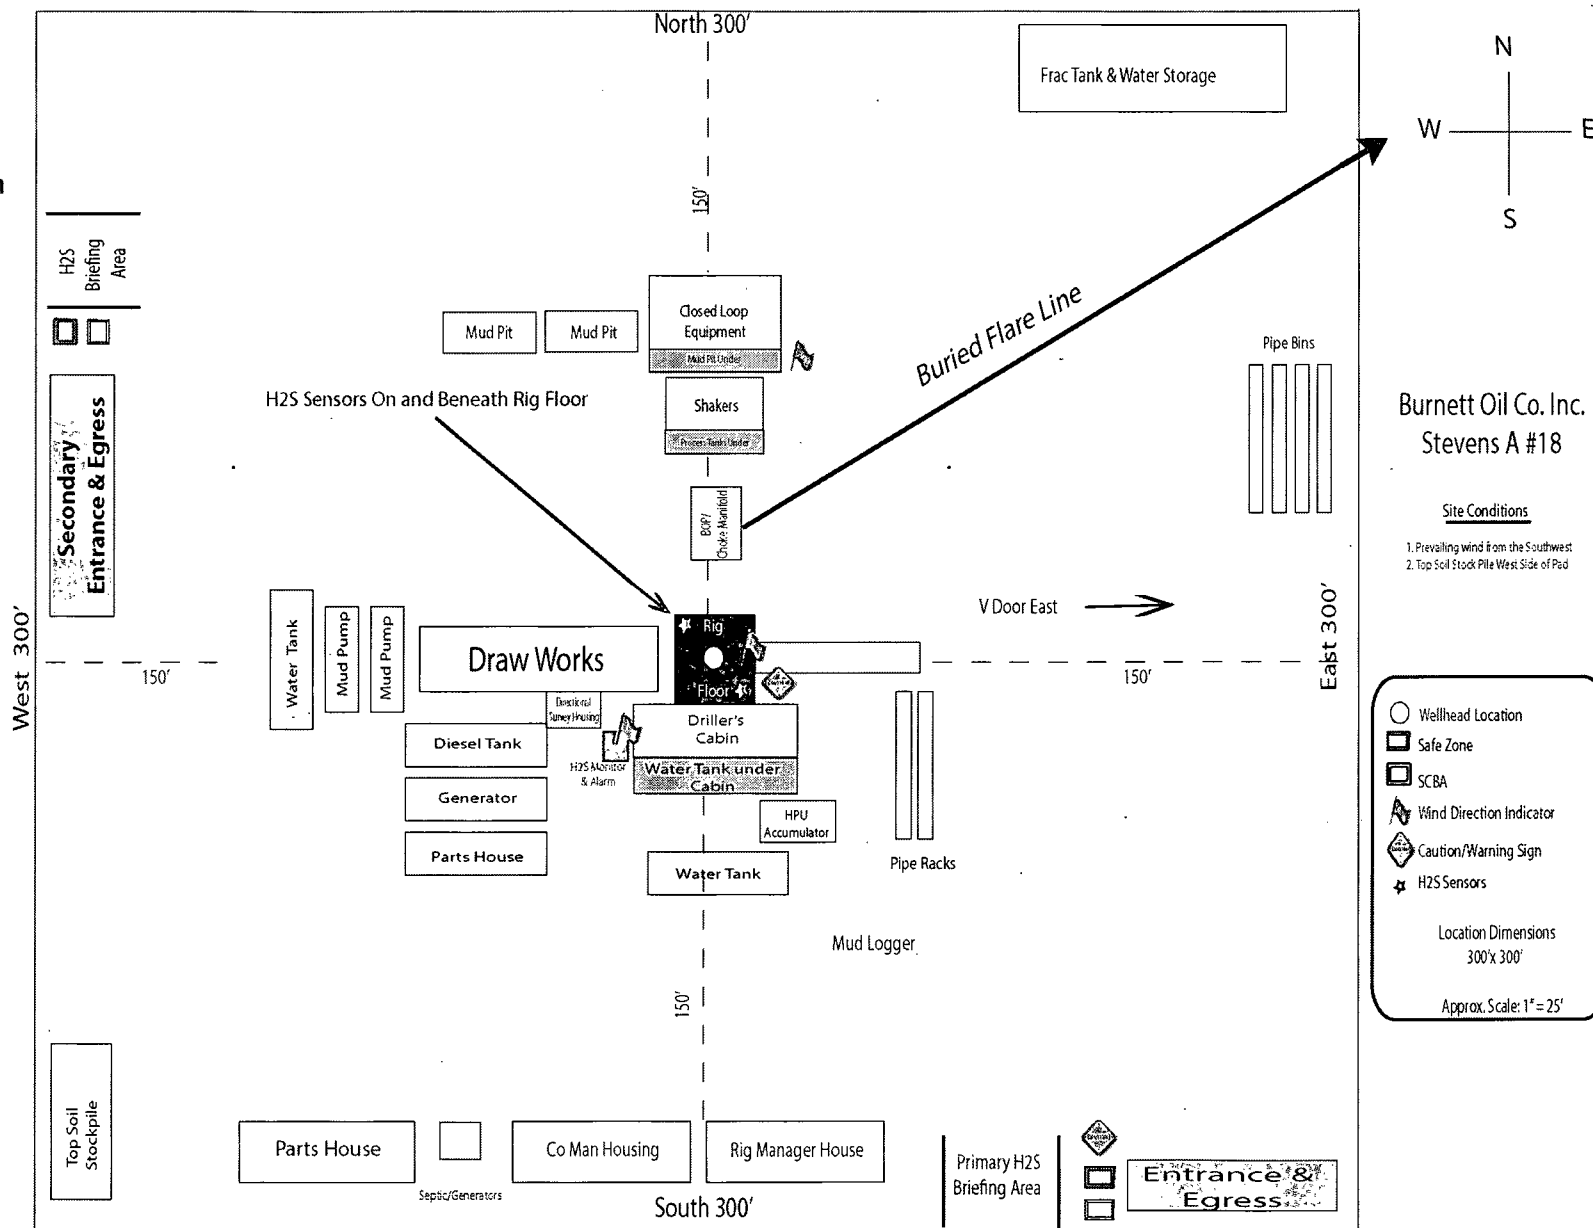 North 300'
Frac Tank & Water Storage
N
W
E
S
150'
H2S
Briefing
Area
Closed Loop
Equipment
Mud Pit Under
Mud Pit
Mud Pit
Buried Flare Line
Pipe Bins
H2S Sensors On and Beneath Rig Floor
Shakers
Process Tanks Under
Burnett Oil Co. Inc.
Stevens A #18
Secondary
Entrance & Egress
BOP/
Choke Manifold
Site Conditions
1. Prevailing wind from the Southwest
2. Top Soil Stock Pile West Side of Pad
V Door East
West 300'
150'
Water Tank
Mud Pump
Mud Pump
Draw Works
Rig
Floor
150'
East 300'
Directional
Survey Housing
Driller's
Cabin
Diesel Tank
H2S Monitor
& Alarm
Water Tank under
Cabin
Generator
HPU
Accumulator
Parts House
Water Tank
Pipe Racks
Mud Logger
Wellhead Location
Safe Zone
SCBA
Wind Direction Indicator
Caution/Warning Sign
H2S Sensors
Location Dimensions
300'x 300'
Approx. Scale: 1" = 25'
150'
Top Soil
Stockpile
Parts House
Septic/Generators
Co Man Housing
Rig Manager House
South 300'
Primary H2S
Briefing Area
Entrance &
Egress